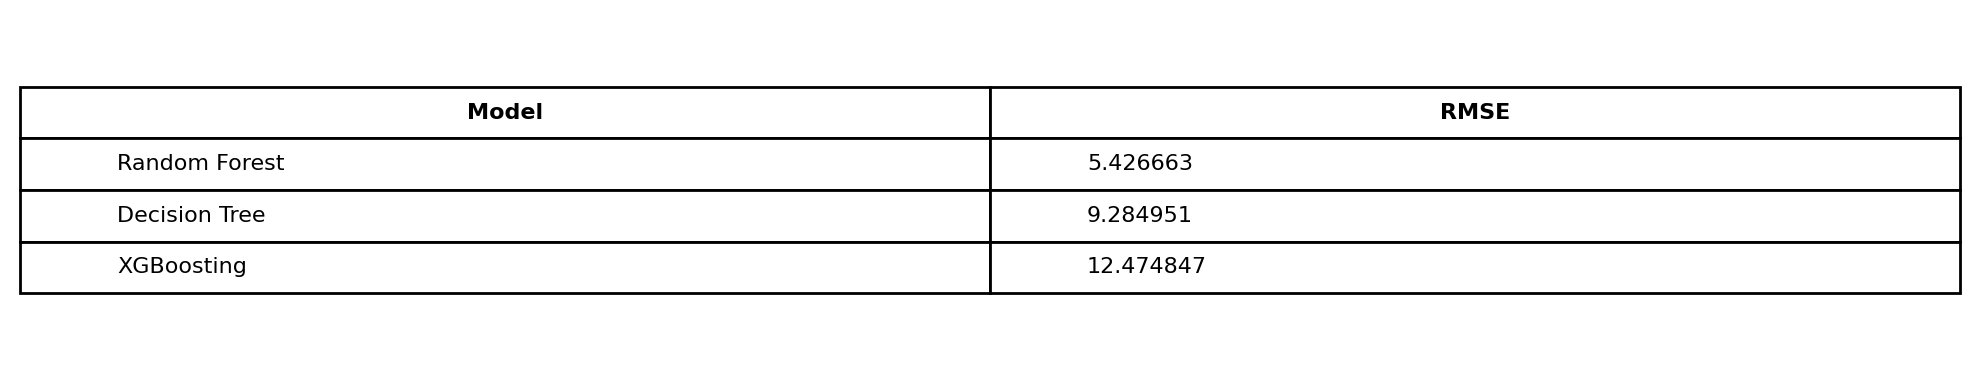 Model RMSE
Random Forest 5.426663
Decision Tree 9.284951
XGBoosting 12.474847